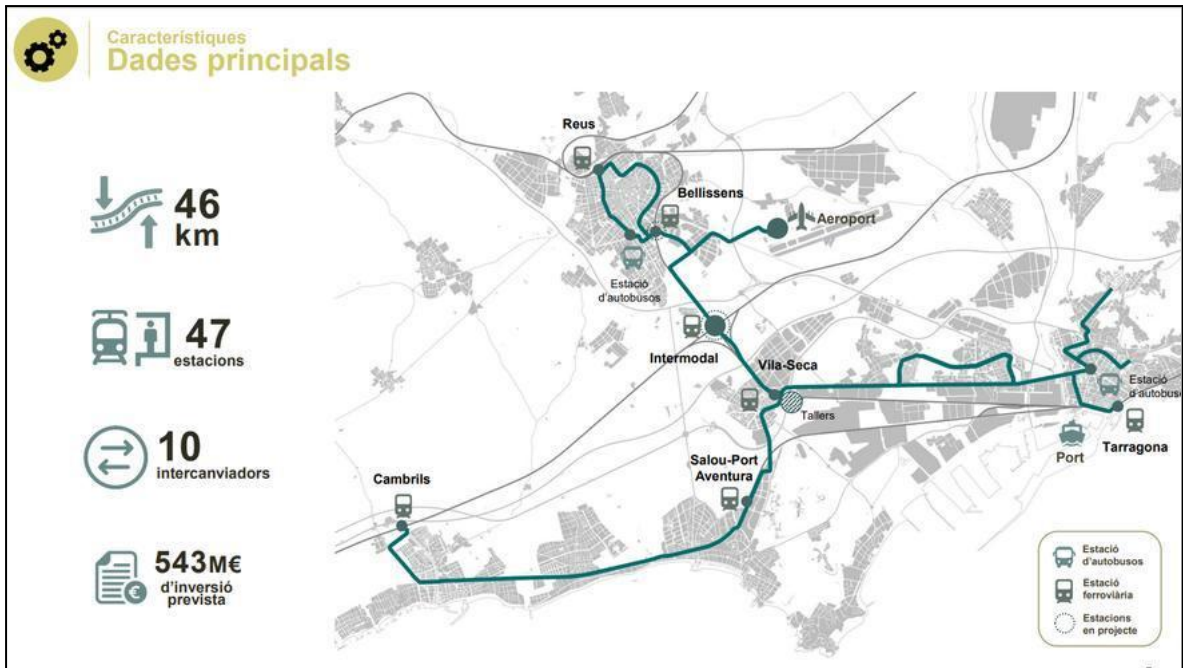 Característiques
Dades principals
46
km
47
estacions
10
intercanviadors
543M€
d'inversió
prevista
Reus
Bellissens
Aeroport
Estació
d'autobusos
Intermodal
Vila-Seca
Tallers
Estació
d'autobuso
Tarragona
Port
Salou-Port
Aventura
Cambrils
Estació
d'autobusos
Estació
ferroviària
Estacions
en projecte